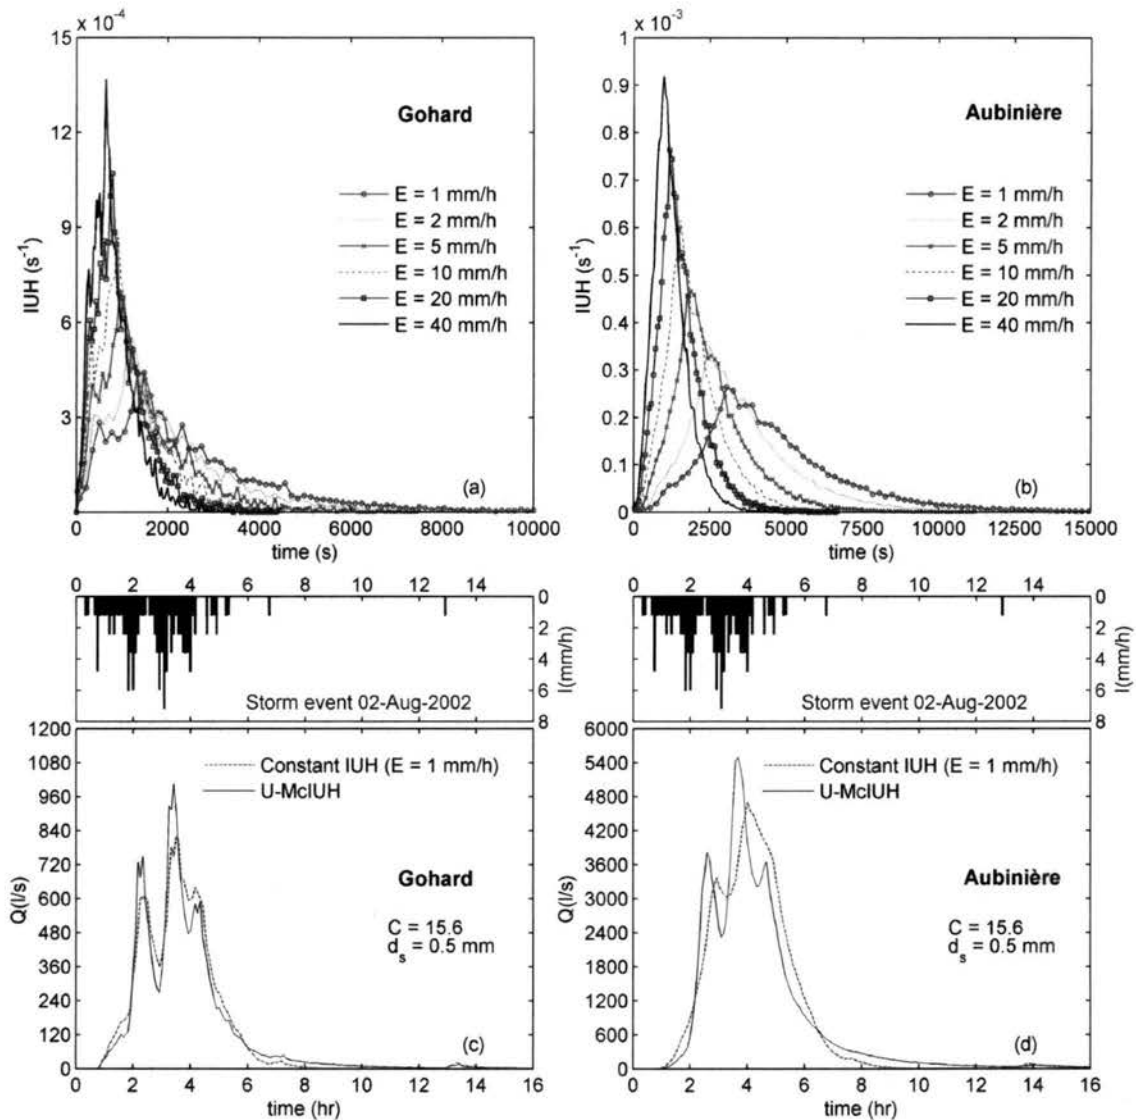 x 10⁻⁴
15
12
9
6
3
0 2000 4000 6000 8000 10000
IUH (s⁻¹)
time (s)
Gohard
E = 1 mm/h
E = 2 mm/h
E = 5 mm/h
E = 10 mm/h
E = 20 mm/h
E = 40 mm/h
(a)
x 10⁻³
1
0.9
0.8
0.7
0.6
0.5
0.4
0.3
0.2
0.1
0
0 2500 5000 7500 10000 12500 15000
IUH (s⁻¹)
time (s)
Aubinière
E = 1 mm/h
E = 2 mm/h
E = 5 mm/h
E = 10 mm/h
E = 20 mm/h
E = 40 mm/h
(b)
0 2 4 6 8 10 12 14
0
2
4
6
8
I(mm/h)
Storm event 02-Aug-2002
0 2 4 6 8 10 12 14
0
2
4
6
8
I(mm/h)
Storm event 02-Aug-2002
1200
1080
960
840
720
600
480
360
240
120
0
0 2 4 6 8 10 12 14 16
Q(l/s)
time (hr)
Constant IUH (E = 1 mm/h)
U-McIUH
Gohard
C = 15.6
dₛ = 0.5 mm
(c)
6000
5400
4800
4200
3600
3000
2400
1800
1200
600
0
0 2 4 6 8 10 12 14 16
Q(l/s)
time (hr)
Constant IUH (E = 1 mm/h)
U-McIUH
Aubinière
C = 15.6
dₛ = 0.5 mm
(d)